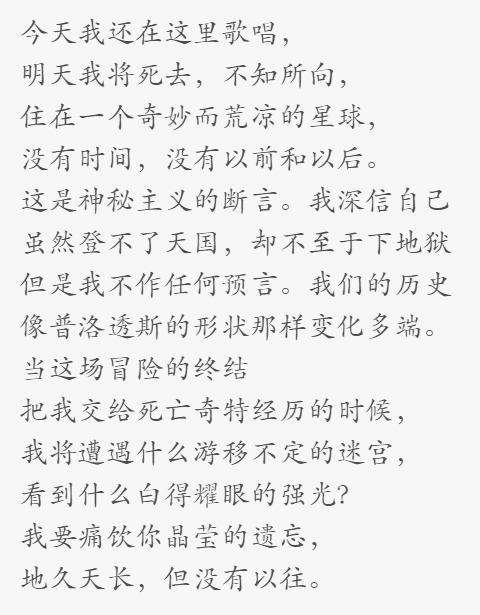 今天我还在这里歌唱，
明天我将死去，不知所向，
住在一个奇妙而荒凉的星球，
没有时间，没有以前和以后。
这是神秘主义的断言。我深信自己
虽然登不了天国，却不至于下地狱
但是我不作任何预言。我们的历史
像普洛透斯的形状那样变化多端。
当这场冒险的终结
把我交给死亡奇特经历的时候，
我将遭遇什么游移不定的迷宫，
看到什么白得耀眼的强光？
我要痛饮你晶莹的遗忘，
地久天长，但没有以往。